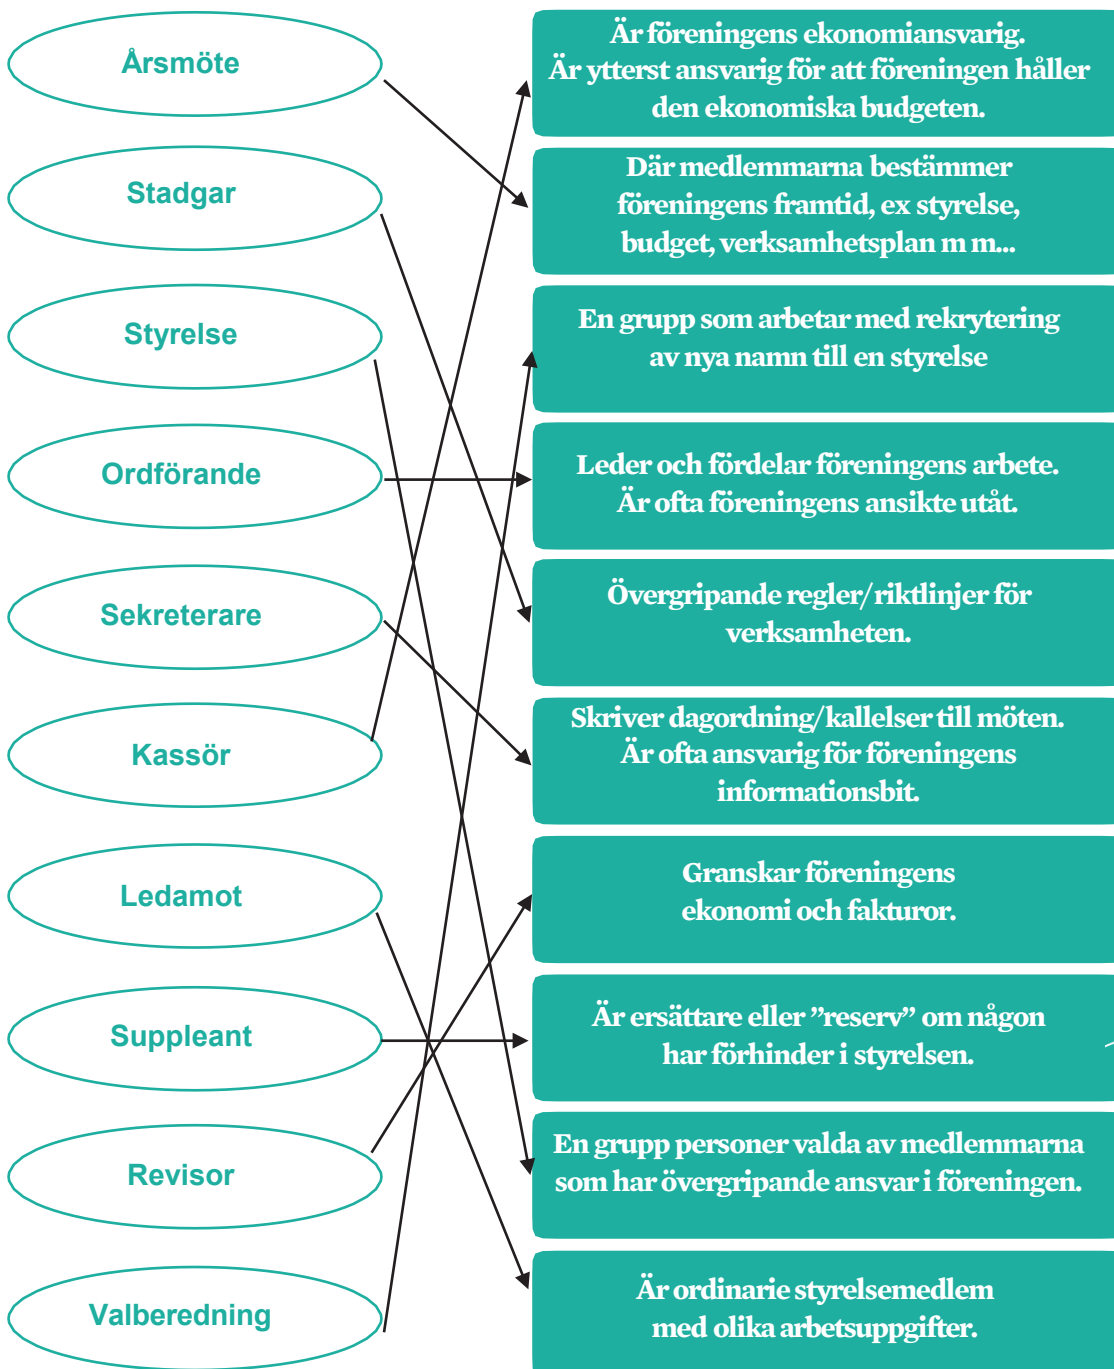 Årsmöte
Är föreningens ekonomiansvarig.
Är ytterst ansvarig för att föreningen håller
den ekonomiska budgeten.
Stadgar
Där medlemmarna bestämmer
föreningens framtid, ex styrelse,
budget, verksamhetsplan m m...
Styrelse
En grupp som arbetar med rekrytering
av nya namn till en styrelse
Ordförande
Leder och fördelar föreningens arbete.
Är ofta föreningens ansikte utåt.
Sekreterare
Övergripande regler/riktlinjer för
verksamheten.
Kassör
Skriver dagordning/kallelser till möten.
Är ofta ansvarig för föreningens
informationsbit.
Ledamot
Granskar föreningens
ekonomi och fakturor.
Suppleant
Är ersättare eller ”reserv” om någon
har förhinder i styrelsen.
Revisor
En grupp personer valda av medlemmarna
som har övergripande ansvar i föreningen.
Valberedning
Är ordinarie styrelsemedlem
med olika arbetsuppgifter.